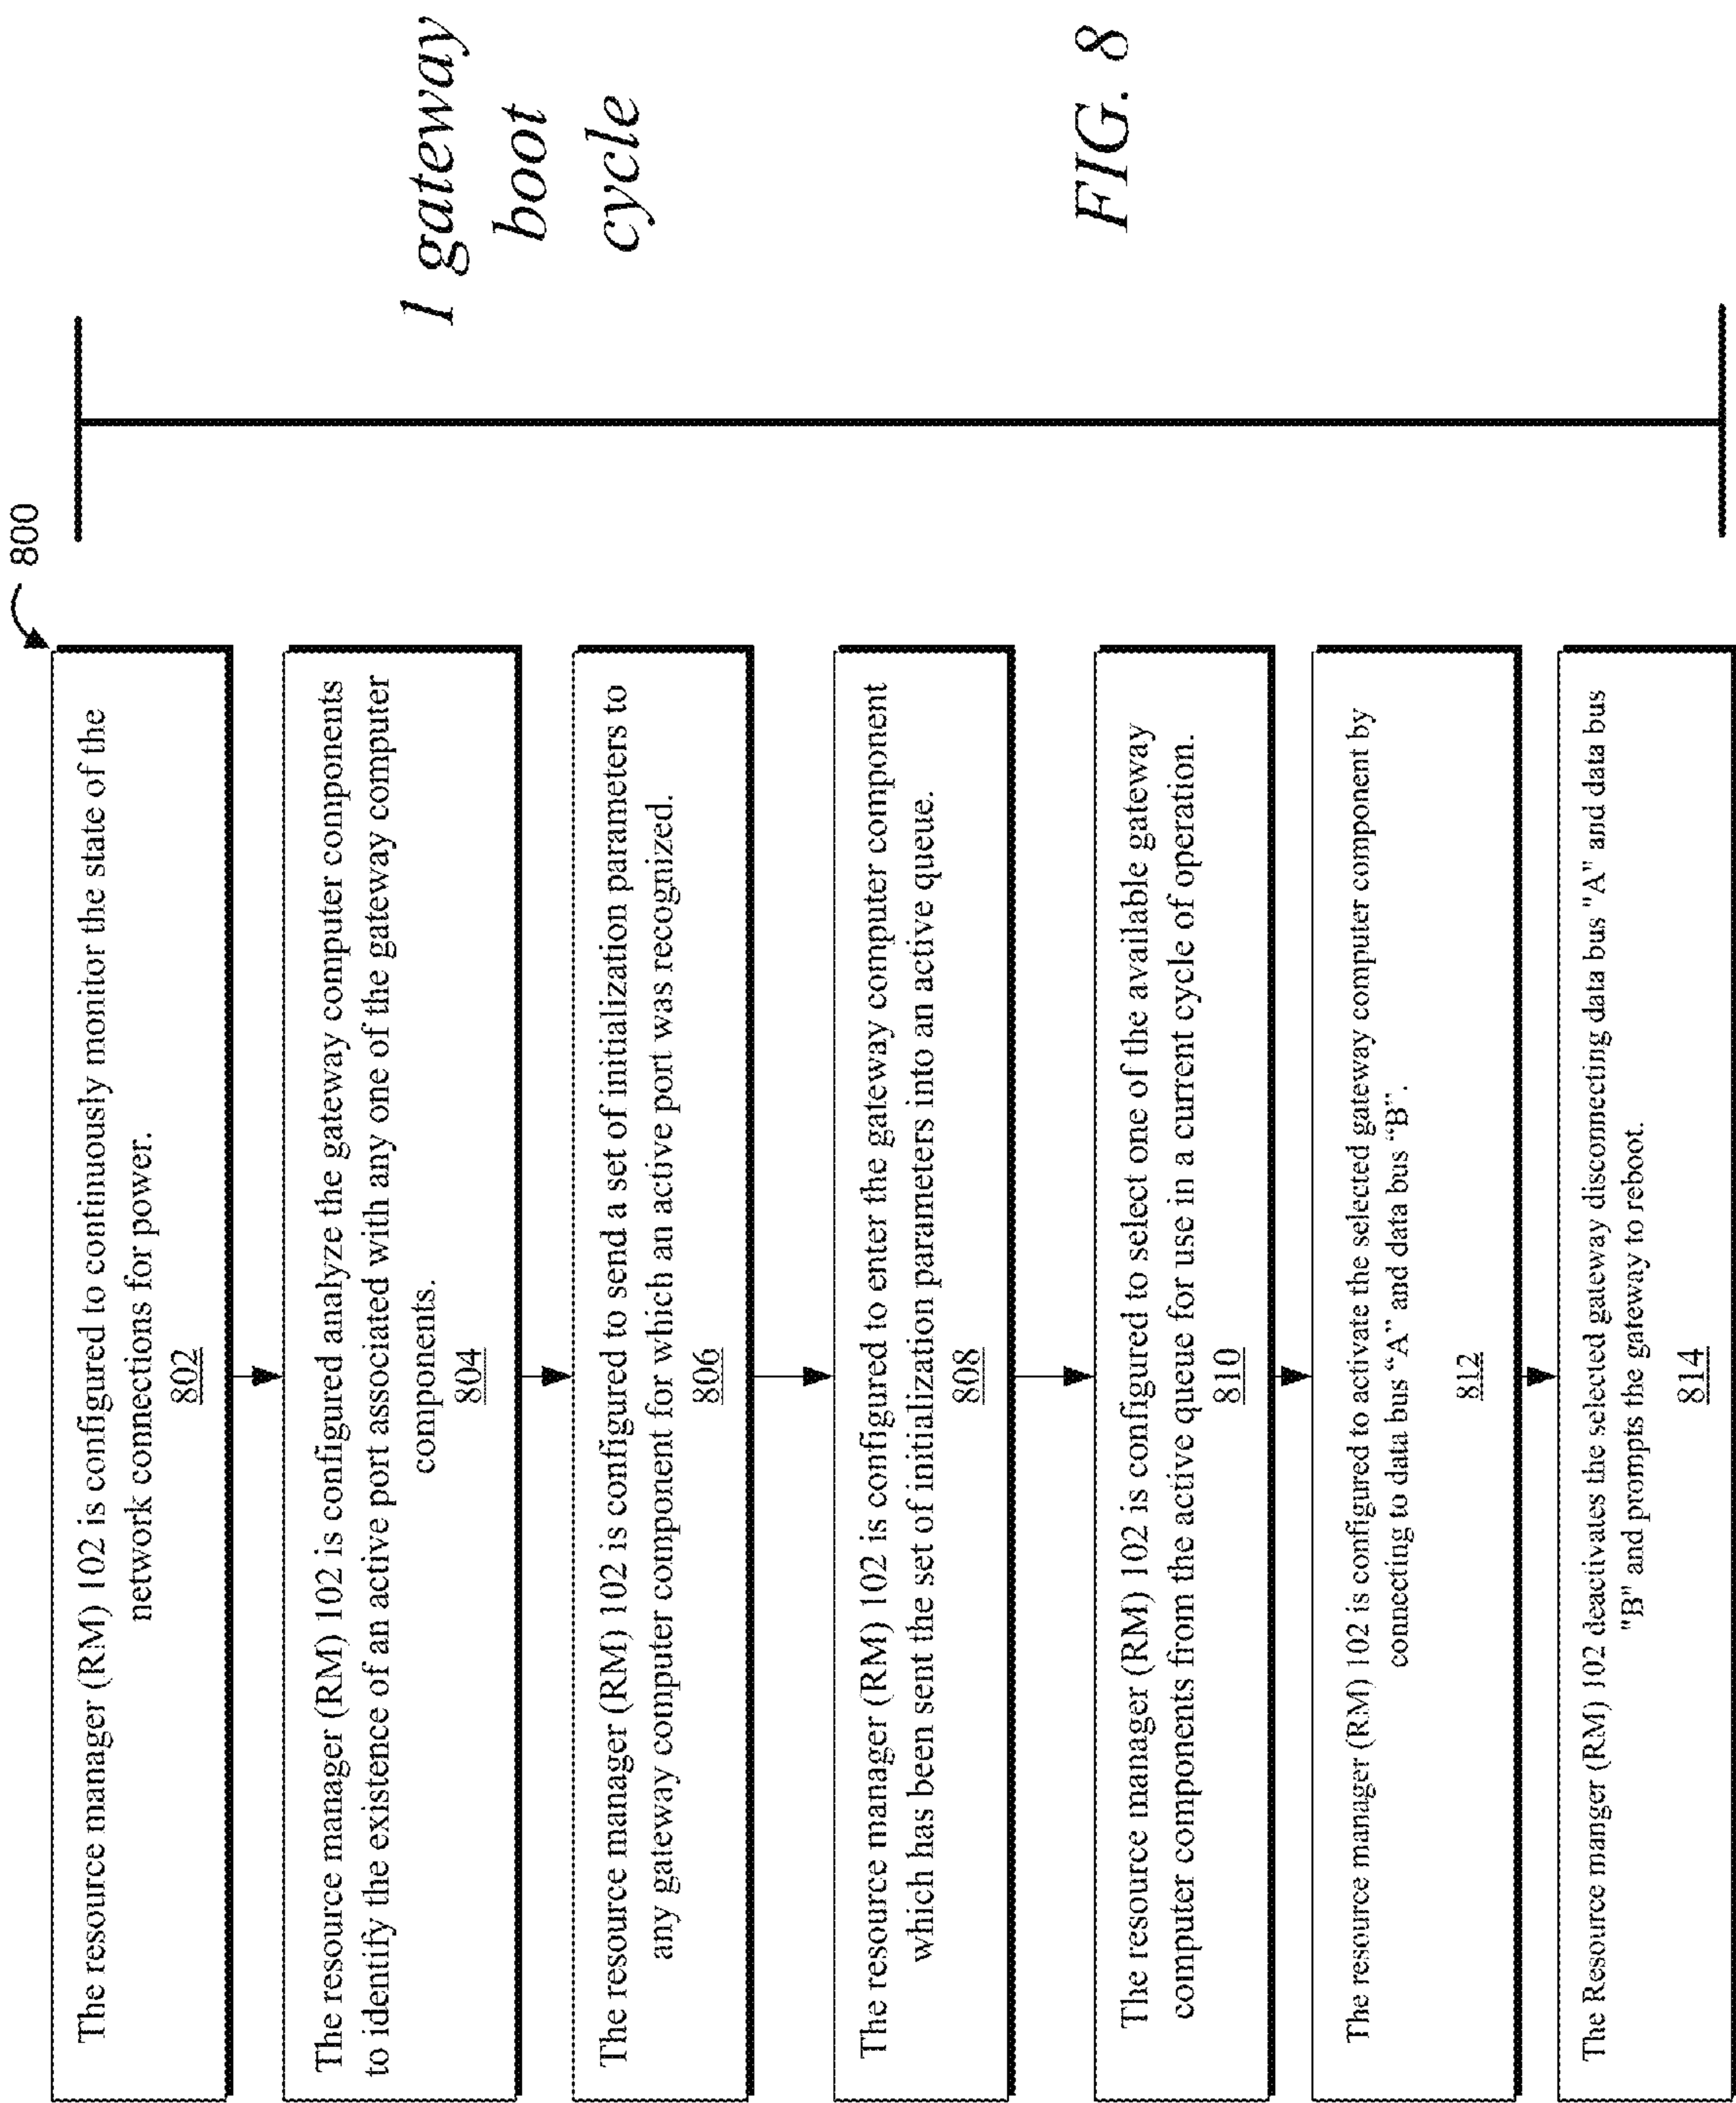 800
The resource manager (RM) 102 is configured to continuously monitor the state of the
network connections for power.
802
The resource manager (RM) 102 is configured analyze the gateway computer components
to identify the existence of an active port associated with any one of the gateway computer
components.
804
The resource manager (RM) 102 is configured to send a set of initialization parameters to
any gateway computer component for which an active port was recognized.
806
The resource manager (RM) 102 is configured to enter the gateway computer component
which has been sent the set of initialization parameters into an active queue.
808
The resource manager (RM) 102 is configured to select one of the available gateway
computer components from the active queue for use in a current cycle of operation.
810
The resource manager (RM) 102 is configured to activate the selected gateway computer component by
connecting to data bus “A” and data bus “B”.
812
The Resource manger (RM) 102 deactivates the selected gateway disconnecting data bus "A" and data bus
"B" and prompts the gateway to reboot.
814
1 gateway
boot
cycle
FIG. 8